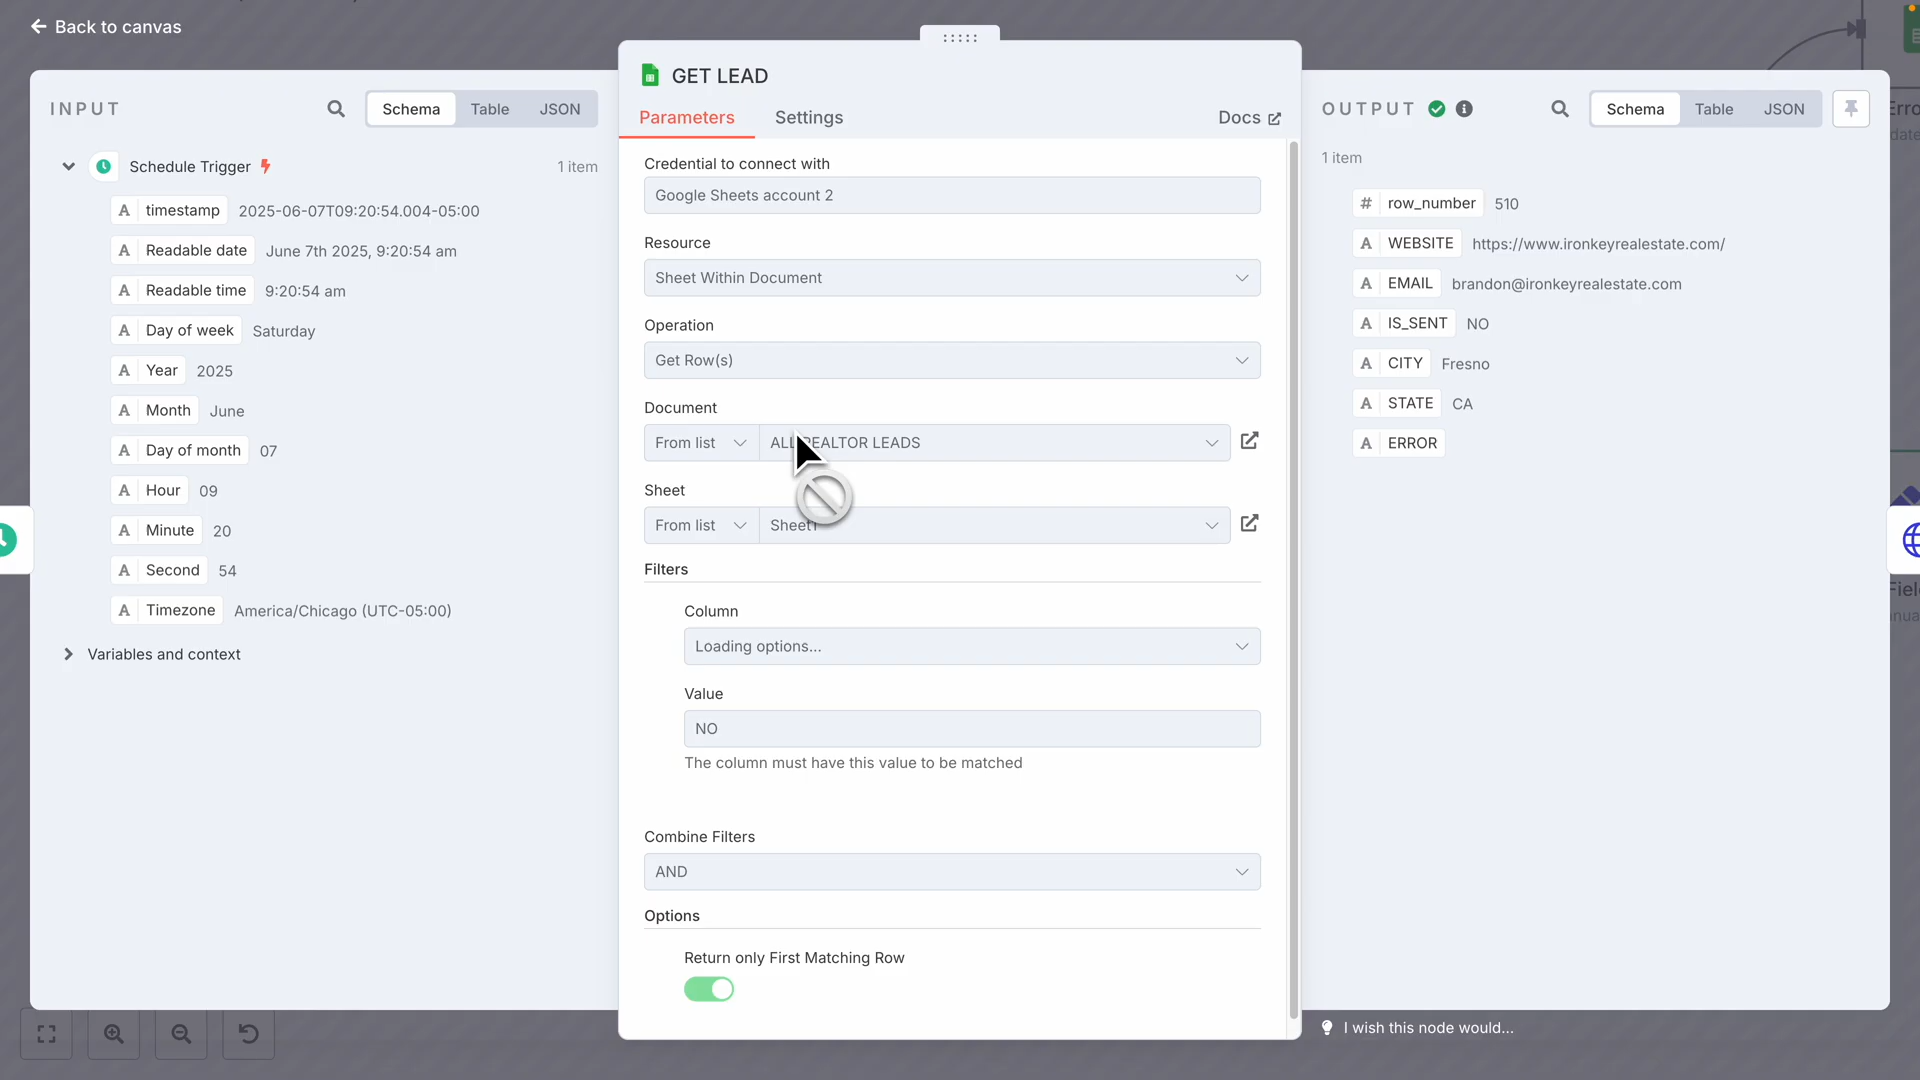 Back to canvas
INPUT
Schema
Table
JSON
Schedule Trigger
1 item
A timestamp 2025-06-07T09:20:54.004-05:00
A Readable date June 7th 2025, 9:20:54 am
A Readable time 9:20:54 am
A Day of week Saturday
A Year 2025
A Month June
A Day of month 07
A Hour 09
A Minute 20
A Second 54
A Timezone America/Chicago (UTC-05:00)
Variables and context
GET LEAD
Parameters
Settings
Docs
Credential to connect with
Google Sheets account 2
Resource
Sheet Within Document
Operation
Get Row(s)
Document
From list
ALL REALTOR LEADS
Sheet
From list
Sheet1
Filters
Column
Loading options...
Value
NO
The column must have this value to be matched
Combine Filters
AND
Options
Return only First Matching Row
OUTPUT
Schema
Table
JSON
1 item
# row_number 510
A WEBSITE https://www.ironkeyrealestate.com/
A EMAIL brandon@ironkeyrealestate.com
A IS_SENT NO
A CITY Fresno
A STATE CA
A ERROR
I wish this node would...